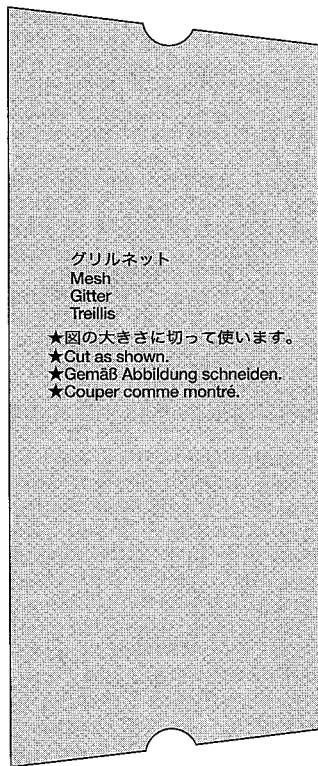 グリルネット
Mesh
Gitter
Treillis
★図の大きさに切って使います。
★Cut as shown.
★Gemäß Abbildung schneiden.
★Couper comme montré.